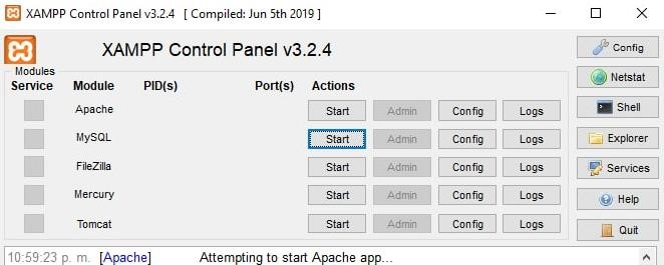 XAMPP Control Panel v3.2.4 [ Compiled: Jun 5th 2019 ]
XAMPP Control Panel v3.2.4
Config
Modules
Service Module PID(s) Port(s) Actions
Netstat
Apache Start Admin Config Logs
Shell
MySQL Start Admin Config Logs
Explorer
FileZilla Start Admin Config Logs
Services
Mercury Start Admin Config Logs
Help
Tomcat Start Admin Config Logs
Quit
10:59:23 p. m. [Apache] Attempting to start Apache app...